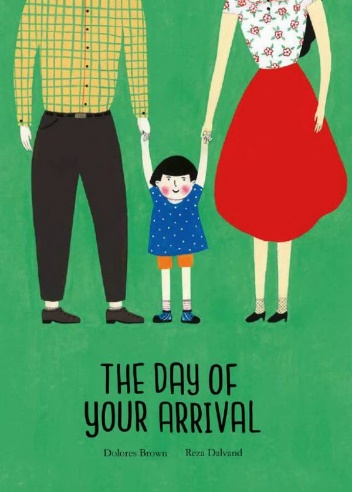 THE DAY OF
YOUR ARRIVAL
Dolores Brown Reza Dalvand